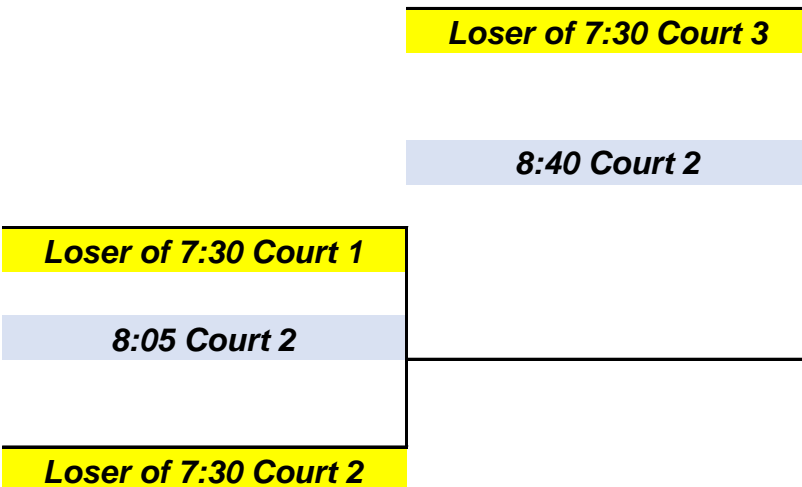 Loser of 7:30 Court 3
8:40 Court 2
Loser of 7:30 Court 1
8:05 Court 2
Loser of 7:30 Court 2